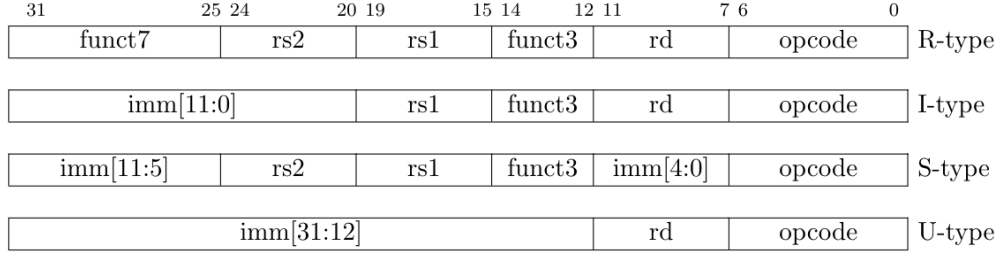 31 25 24 20 19 15 14 12 11 7 6 0
funct7 rs2 rs1 funct3 rd opcode R-type
imm[11:0] rs1 funct3 rd opcode I-type
imm[11:5] rs2 rs1 funct3 imm[4:0] opcode S-type
imm[31:12] rd opcode U-type